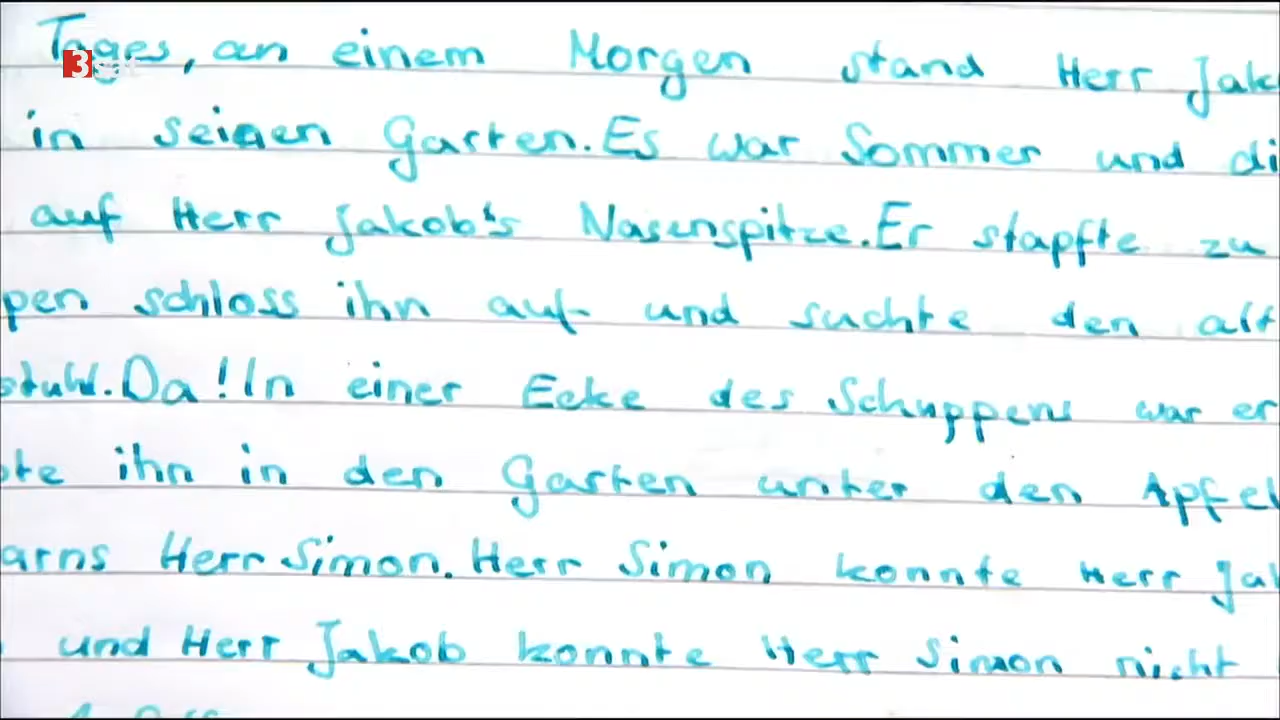 Tages, an einem Morgen stand Herr Jak
in seinen Garten. Es war Sommer und di
auf Herr Jakob's Nasenspitze. Er stapfte zu
pen schloss ihn auf und suchte den alt
stuhl. Da! In einer Ecke des Schuppens war er
te ihn in den Garten unter den Apfel
arns Herr Simon. Herr Simon konnte Herr Jak
und Herr Jakob konnte Herr Simon nicht
3sat